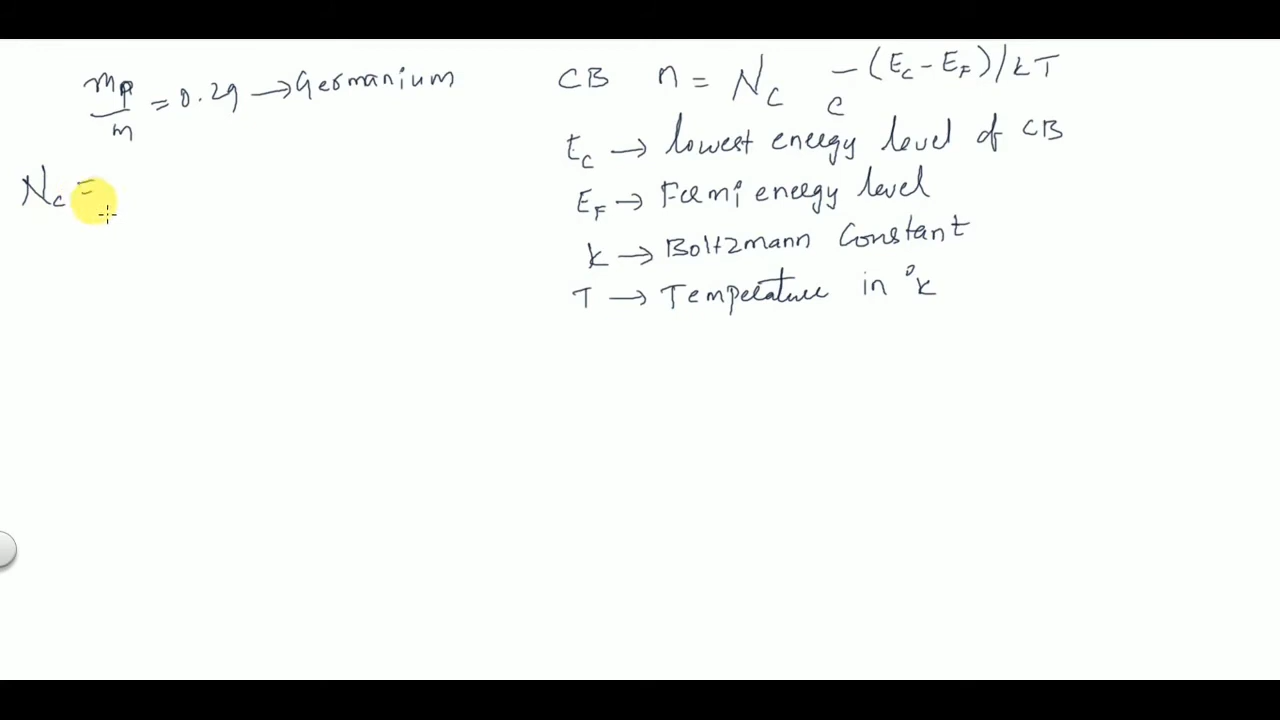 mp/m = 0.29 → Germanium
Nc =
CB n = Nc e -(Ec - EF)/kT
Ec → lowest energy level of CB
EF → Fermi energy level
k → Boltzmann Constant
T → Temperature in °k